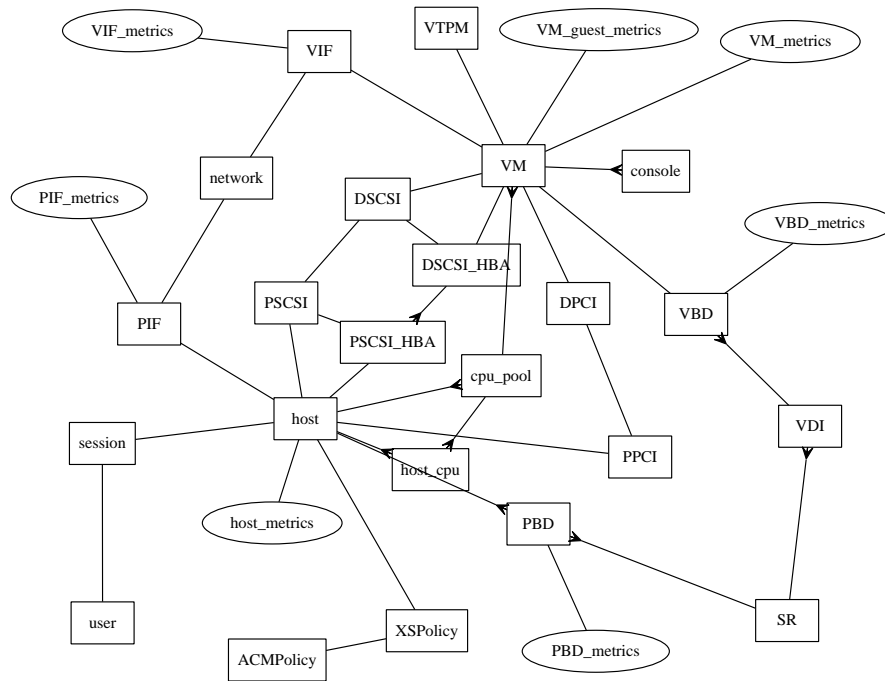 VIF_metrics
VIF
VTPM
VM_guest_metrics
VM_metrics
PIF_metrics
network
DSCSI
VM
console
VBD_metrics
DSCSI_HBA
PSCSI
DPCI
VBD
PIF
PSCSI_HBA
cpu_pool
host
VDI
session
host_cpu
PPCI
host_metrics
PBD
user
ACMPolicy
XSPolicy
PBD_metrics
SR